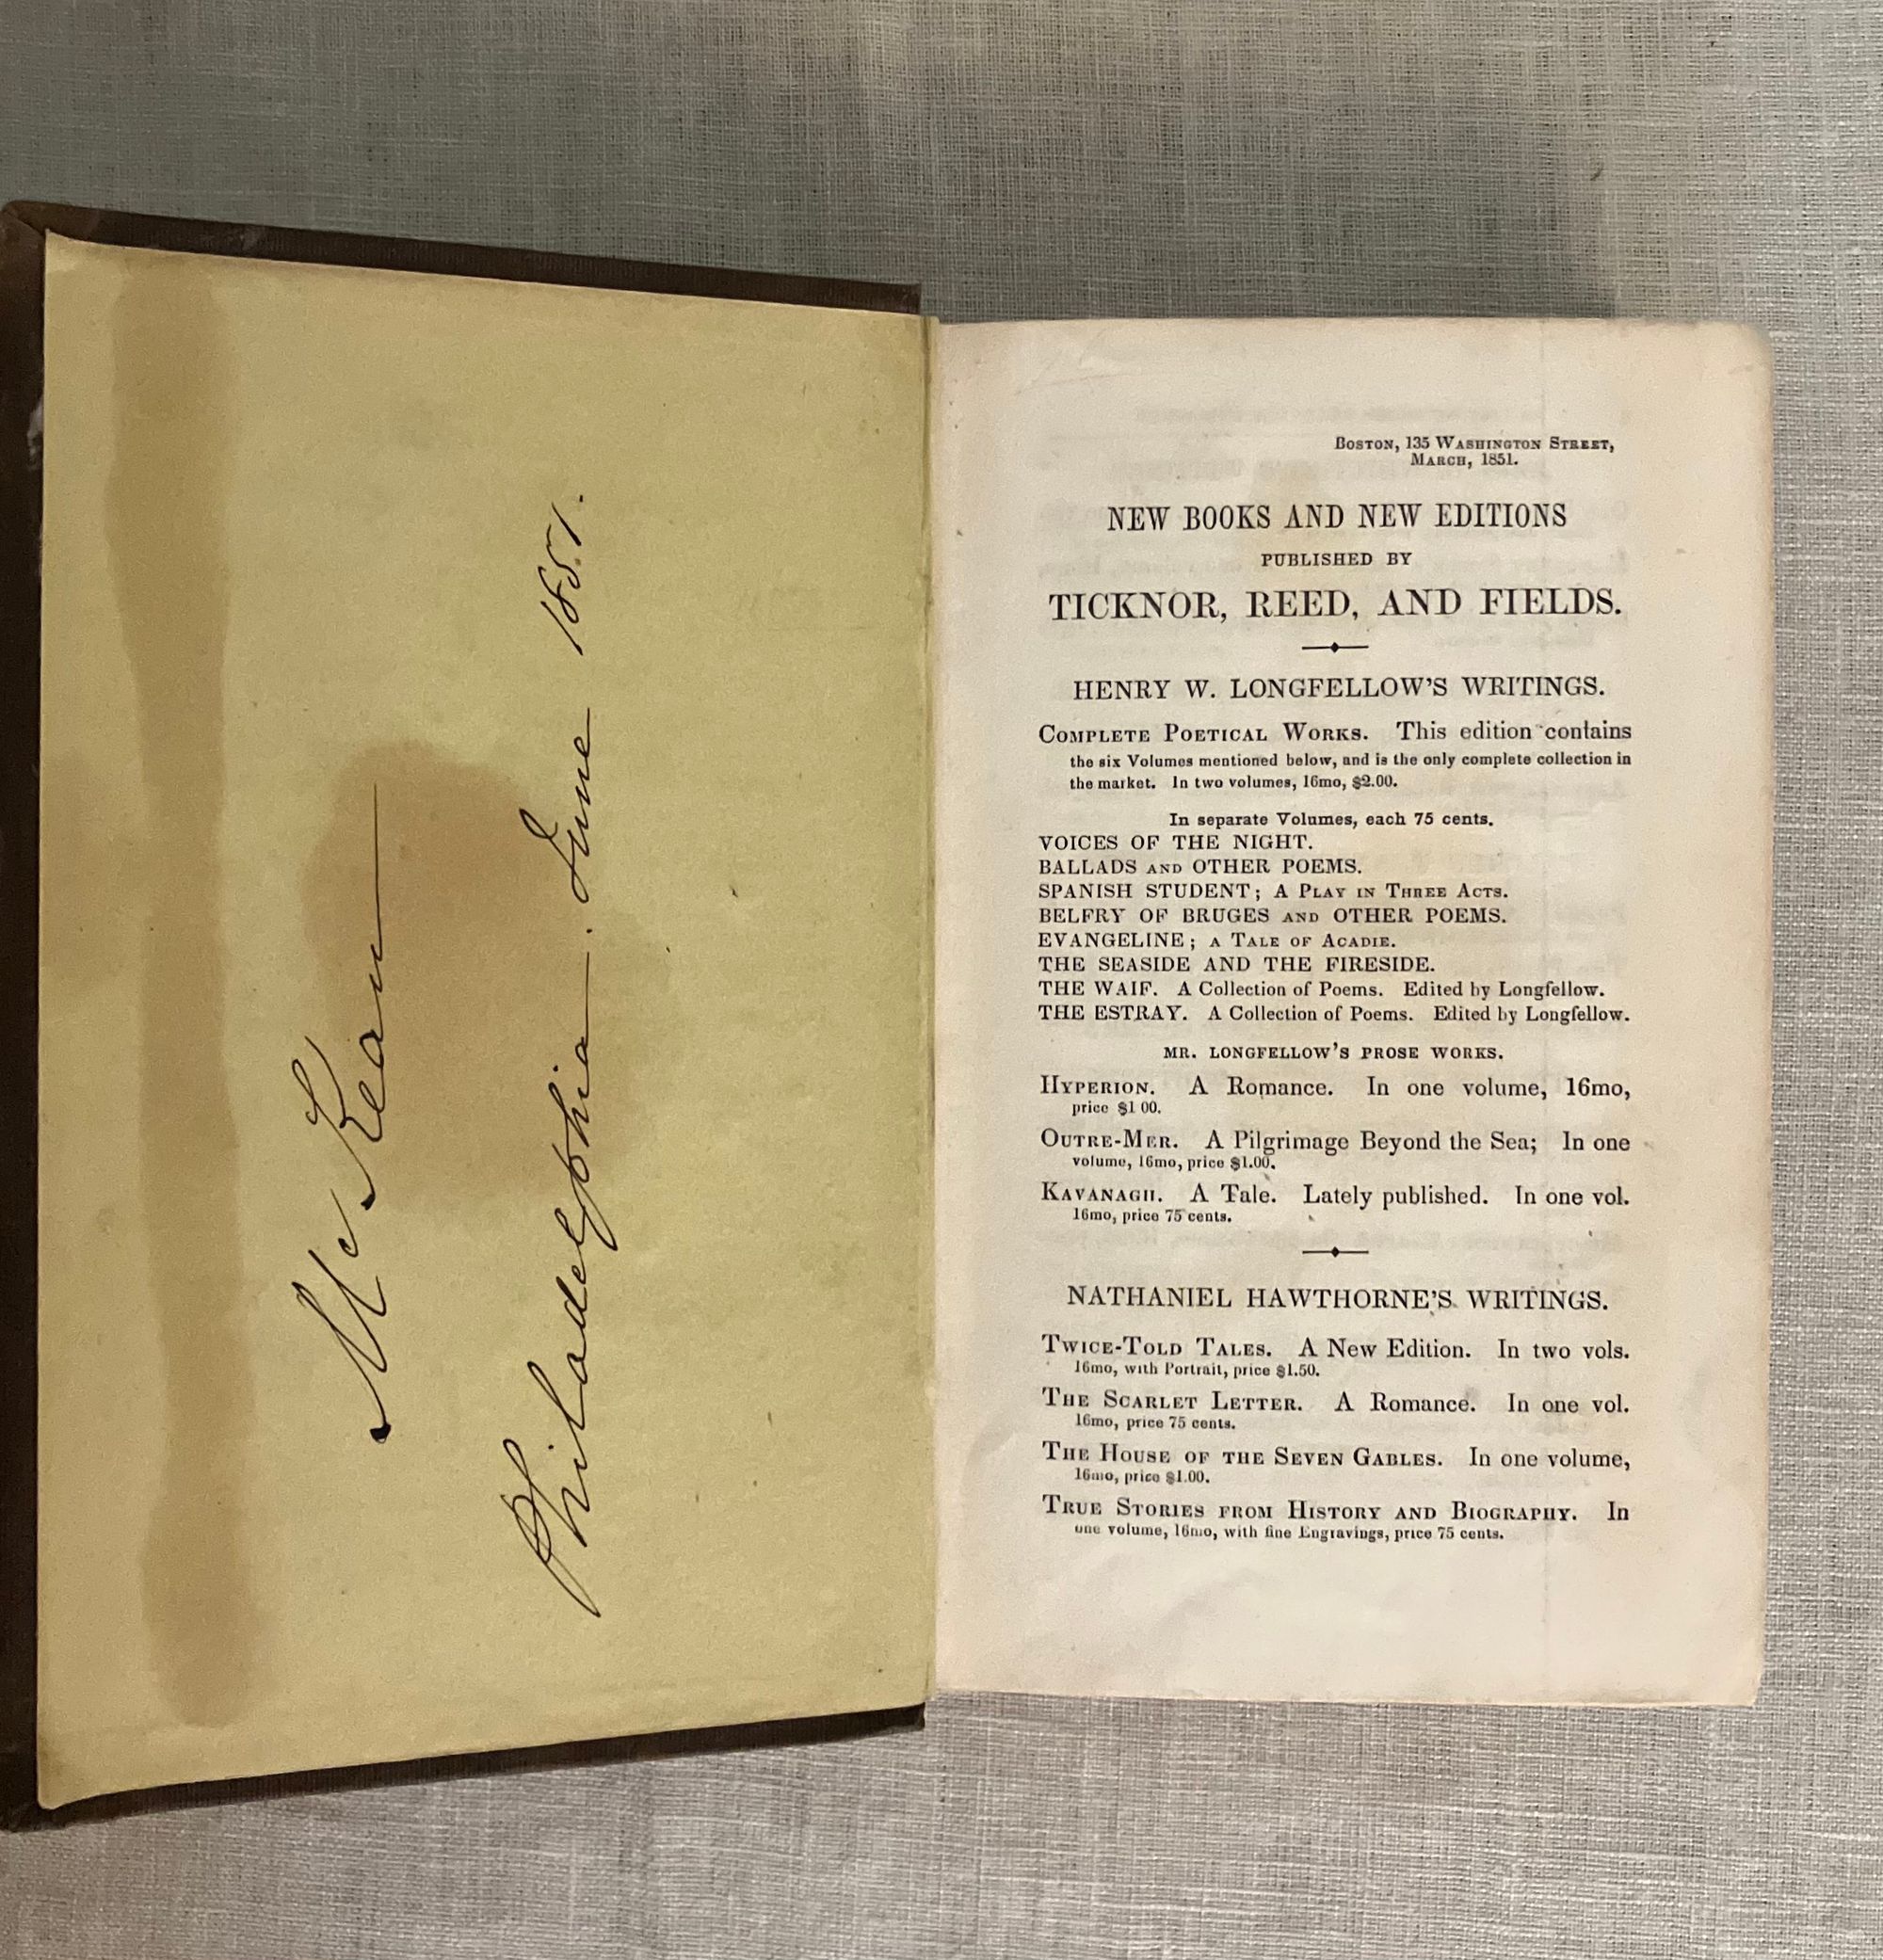 Mc Kean
Philadelphia. June 1851.
BOSTON, 135 WASHINGTON STREET,
MARCH, 1851.
NEW BOOKS AND NEW EDITIONS
PUBLISHED BY
TICKNOR, REED, AND FIELDS.
HENRY W. LONGFELLOW'S WRITINGS.
COMPLETE POETICAL WORKS. This edition contains
the six Volumes mentioned below, and is the only complete collection in
the market. In two volumes, 16mo, $2.00.
In separate Volumes, each 75 cents.
VOICES OF THE NIGHT.
BALLADS AND OTHER POEMS.
SPANISH STUDENT; A PLAY IN THREE ACTS.
BELFRY OF BRUGES AND OTHER POEMS.
EVANGELINE; A TALE OF ACADIE.
THE SEASIDE AND THE FIRESIDE.
THE WAIF. A Collection of Poems. Edited by Longfellow.
THE ESTRAY. A Collection of Poems. Edited by Longfellow.
MR. LONGFELLOW'S PROSE WORKS.
HYPERION. A Romance. In one volume, 16mo,
price $1 00.
OUTRE-MER. A Pilgrimage Beyond the Sea; In one
volume, 16mo, price $1.00.
KAVANAGH. A Tale. Lately published. In one vol.
16mo, price 75 cents.
NATHANIEL HAWTHORNE'S WRITINGS.
TWICE-TOLD TALES. A New Edition. In two vols.
16mo, with Portrait, price $1.50.
THE SCARLET LETTER. A Romance. In one vol.
16mo, price 75 cents.
THE HOUSE OF THE SEVEN GABLES. In one volume,
16mo, price $1.00.
TRUE STORIES FROM HISTORY AND BIOGRAPHY. In
one volume, 16mo, with fine Engravings, price 75 cents.